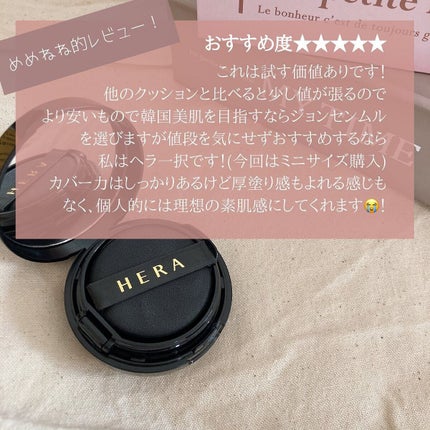 めめねね的レビュー！
おすすめ度★★★★★
これは試す価値ありです！
他のクッションと比べると少し値が張るので
より安いもので韓国美肌を目指すならジョンセンムル
を選びますが値段を気にせずおすすめするなら
私はヘラ一択です！(今回はミニサイズ購入)
カバー力はしっかりあるけど厚塗り感もよれる感じも
なく、個人的には理想の素肌感にしてくれます😭！
petite
Le bonheur c'est de toujours
HERA